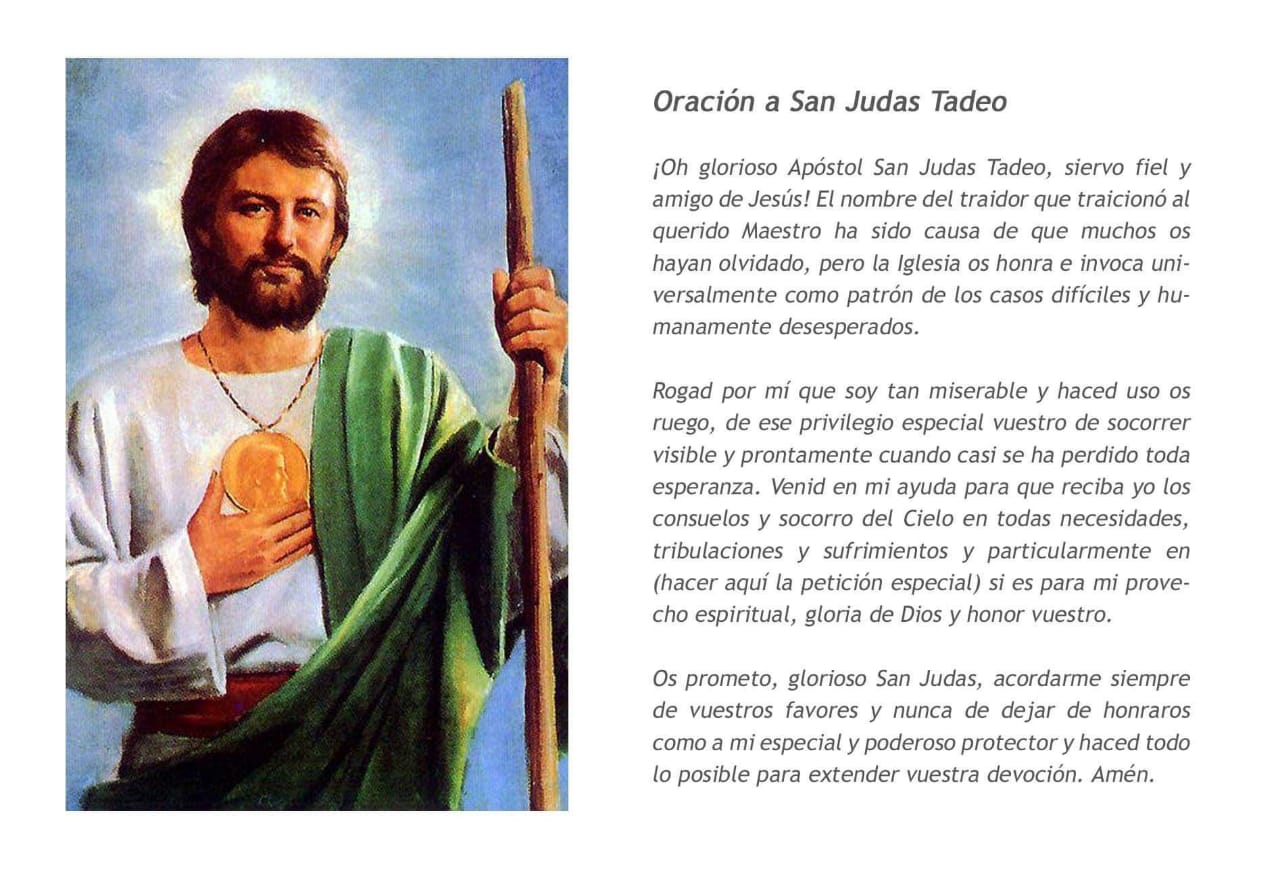 Oración a San Judas Tadeo
¡Oh glorioso Apóstol San Judas Tadeo, siervo fiel y
amigo de Jesús! El nombre del traidor que traicionó al
querido Maestro ha sido causa de que muchos os
hayan olvidado, pero la Iglesia os honra e invoca uni-
versalmente como patrón de los casos difíciles y hu-
manamente desesperados.
Rogad por mí que soy tan miserable y haced uso os
ruego, de ese privilegio especial vuestro de socorrer
visible y prontamente cuando casi se ha perdido toda
esperanza. Venid en mi ayuda para que reciba yo los
consuelos y socorro del Cielo en todas necesidades,
tribulaciones y sufrimientos y particularmente en
(hacer aquí la petición especial) si es para mi prove-
cho espiritual, gloria de Dios y honor vuestro.
Os prometo, glorioso San Judas, acordarme siempre
de vuestros favores y nunca de dejar de honraros
como a mi especial y poderoso protector y haced todo
lo posible para extender vuestra devoción. Amén.